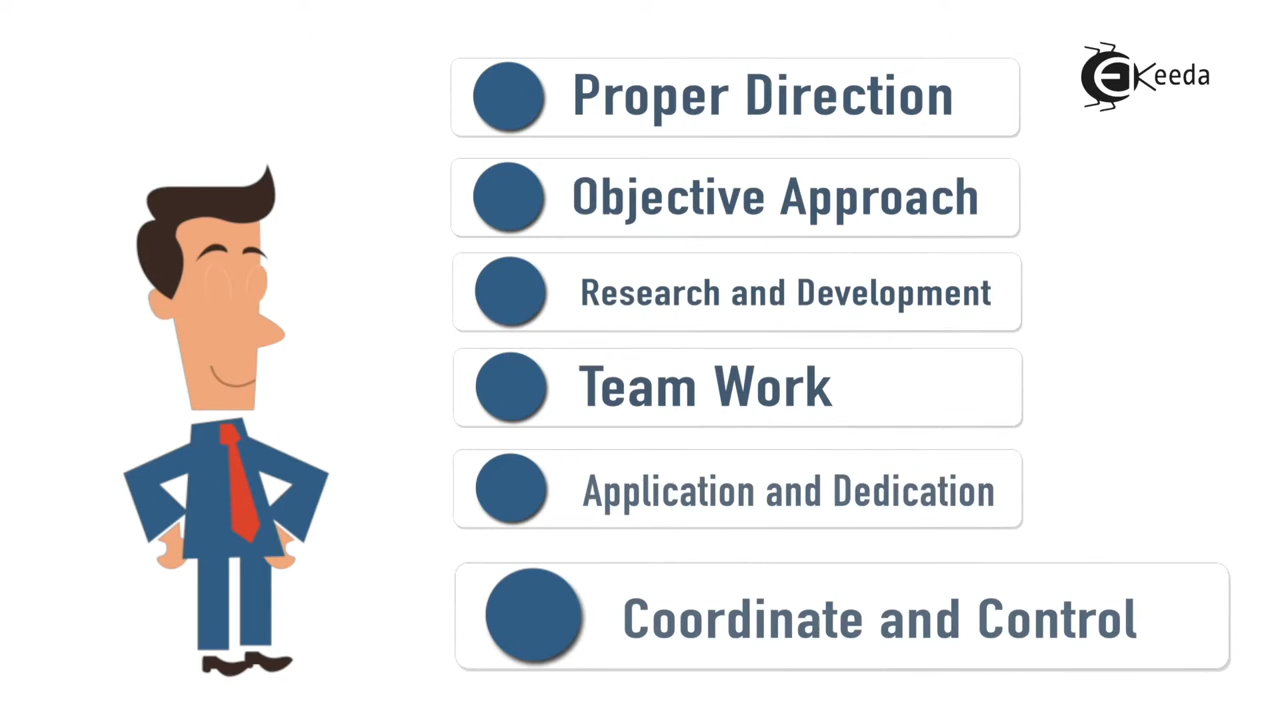 Proper Direction
EKeeda
Objective Approach
Research and Development
Team Work
Application and Dedication
Coordinate and Control